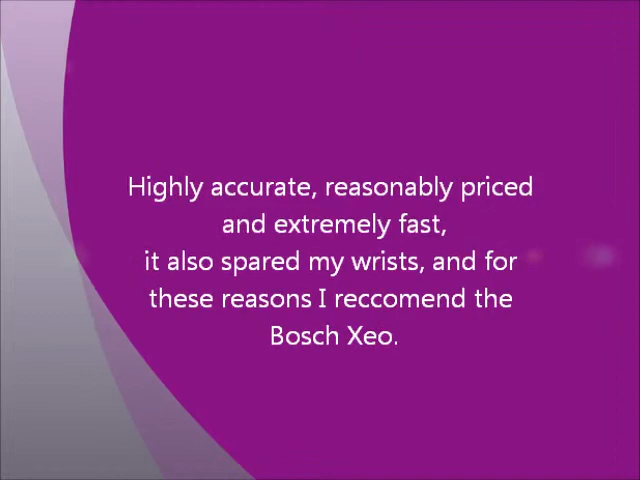 Highly accurate, reasonably priced
and extremely fast,
it also spared my wrists, and for
these reasons I reccomend the
Bosch Xeo.